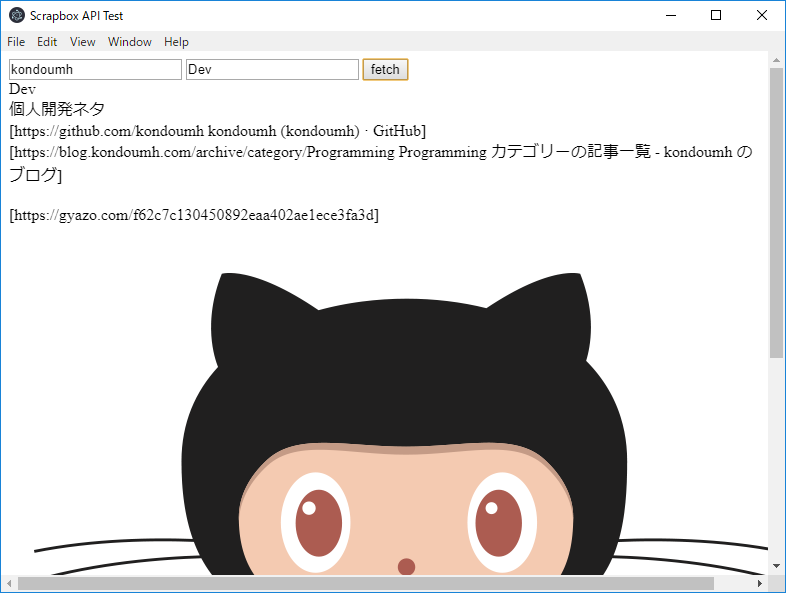 Scrapbox API Test
File Edit View Window Help
kondoumh Dev fetch
Dev
個人開発ネタ
[https://github.com/kondoumh kondoumh (kondoumh) · GitHub]
[https://blog.kondoumh.com/archive/category/Programming Programming カテゴリーの記事一覧 - kondoumh の
ブログ]
[https://gyazo.com/f62c7c130450892eaa402ae1ece3fa3d]